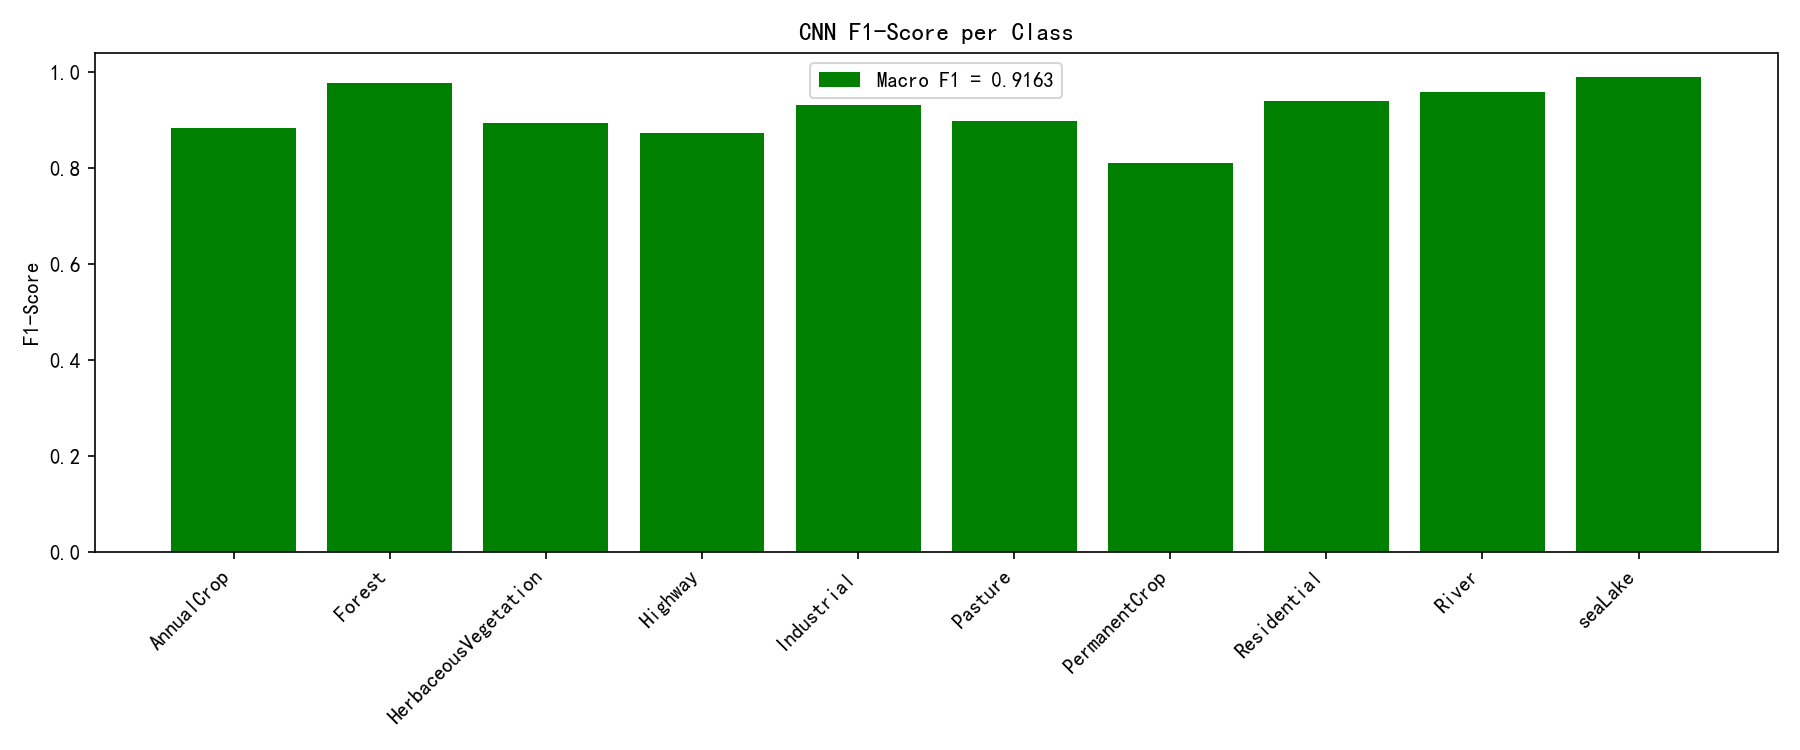 CNN F1-Score per Class
Macro F1 = 0.9163
F1-Score
1.0
0.8
0.6
0.4
0.2
0.0
AnnualCrop
Forest
HerbaceousVegetation
Highway
Industrial
Pasture
PermanentCrop
Residential
River
seaLake